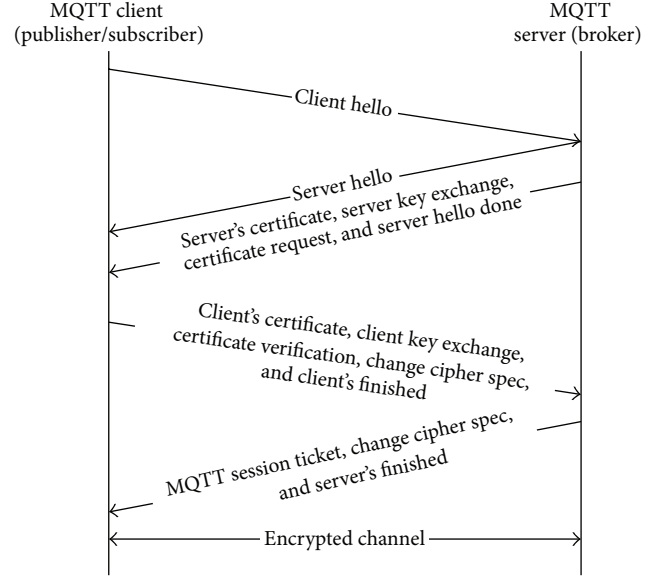 MQTT client
(publisher/subscriber)
MQTT
server (broker)
Client hello
Server hello
Server's certificate, server key exchange,
certificate request, and server hello done
Client's certificate, client key exchange,
certificate verification, change cipher spec,
and client's finished
MQTT session ticket, change cipher spec,
and server's finished
Encrypted channel